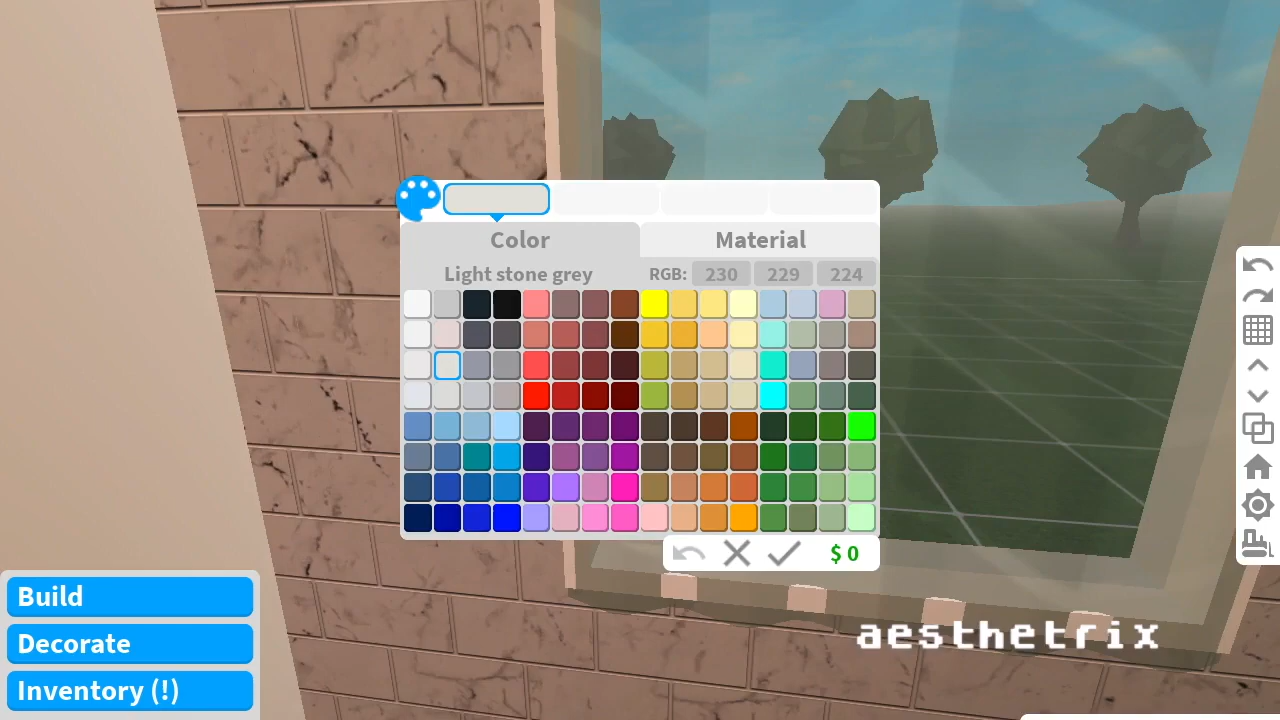 Color
Material
Light stone grey
RGB: 230 229 224
$ 0
Build
Decorate
Inventory (!)
aesthetrix